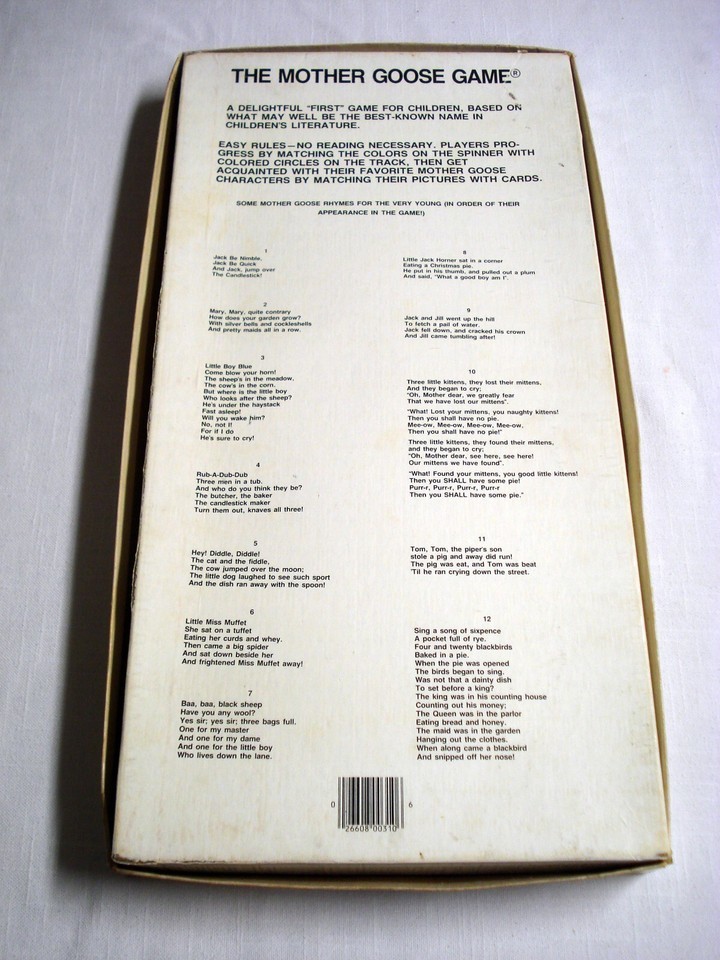 THE MOTHER GOOSE GAME®
A DELIGHTFUL "FIRST" GAME FOR CHILDREN, BASED ON
WHAT MAY WELL BE THE BEST-KNOWN NAME IN
CHILDREN'S LITERATURE.
EASY RULES—NO READING NECESSARY. PLAYERS PRO-
GRESS BY MATCHING THE COLORS ON THE SPINNER WITH
COLORED CIRCLES ON THE TRACK, THEN GET
ACQUAINTED WITH THEIR FAVORITE MOTHER GOOSE
CHARACTERS BY MATCHING THEIR PICTURES WITH CARDS.
SOME MOTHER GOOSE RHYMES FOR THE VERY YOUNG (IN ORDER OF THEIR
APPEARANCE IN THE GAME!)
1
Jack Be Nimble,
Jack Be Quick
And Jack, jump over
The Candlestick!
2
Mary, Mary, quite contrary
How does your garden grow?
With silver bells and cockleshells
And pretty maids all in a row.
3
Little Boy Blue
Come blow your horn!
The sheep's in the meadow,
The cow's in the corn.
But where is the little boy
Who looks after the sheep?
He's under the haystack
Fast asleep!
Will you wake him?
No, not I!
For if I do
He's sure to cry!
4
Rub-A-Dub-Dub
Three men in a tub.
And who do you think they be?
The butcher, the baker
The candlestick maker
Turn them out, knaves all three!
5
Hey! Diddle, Diddle!
The cat and the fiddle,
The cow jumped over the moon;
The little dog laughed to see such sport
And the dish ran away with the spoon!
6
Little Miss Muffet
She sat on a tuffet
Eating her curds and whey.
Then came a big spider
And sat down beside her
And frightened Miss Muffet away!
7
Baa, baa, black sheep
Have you any wool?
Yes sir; yes sir; three bags full.
One for my master
And one for my dame
And one for the little boy
Who lives down the lane.
8
Little Jack Horner sat in a corner
Eating a Christmas pie.
He put in his thumb, and pulled out a plum
And said, "What a good boy am I".
9
Jack and Jill went up the hill
To fetch a pail of water.
Jack fell down, and cracked his crown
And Jill came tumbling after!
10
Three little kittens, they lost their mittens,
And they began to cry;
"Oh, Mother dear, we greatly fear
That we have lost our mittens".
"What! Lost your mittens, you naughty kittens!
Then you shall have no pie.
Mee-ow, Mee-ow, Mee-ow, Mee-ow,
Then you shall have no pie!"
Three little kittens, they found their mittens,
and they began to cry;
"Oh, Mother dear, see here, see here!
Our mittens we have found".
"What! Found your mittens, you good little kittens!
Then you SHALL have some pie!
Purr-r, Purr-r, Purr-r, Purr-r
Then you SHALL have some pie."
11
Tom, Tom, the piper's son
stole a pig and away did run!
The pig was eat, and Tom was beat
'Til he ran crying down the street.
12
Sing a song of sixpence
A pocket full of rye.
Four and twenty blackbirds
Baked in a pie.
When the pie was opened
The birds began to sing.
Was not that a dainty dish
To set before a king?
The king was in his counting house
Counting out his money;
The Queen was in the parlor
Eating bread and honey.
The maid was in the garden
Hanging out the clothes.
When along came a blackbird
And snipped off her nose!
0 26608 00310 6